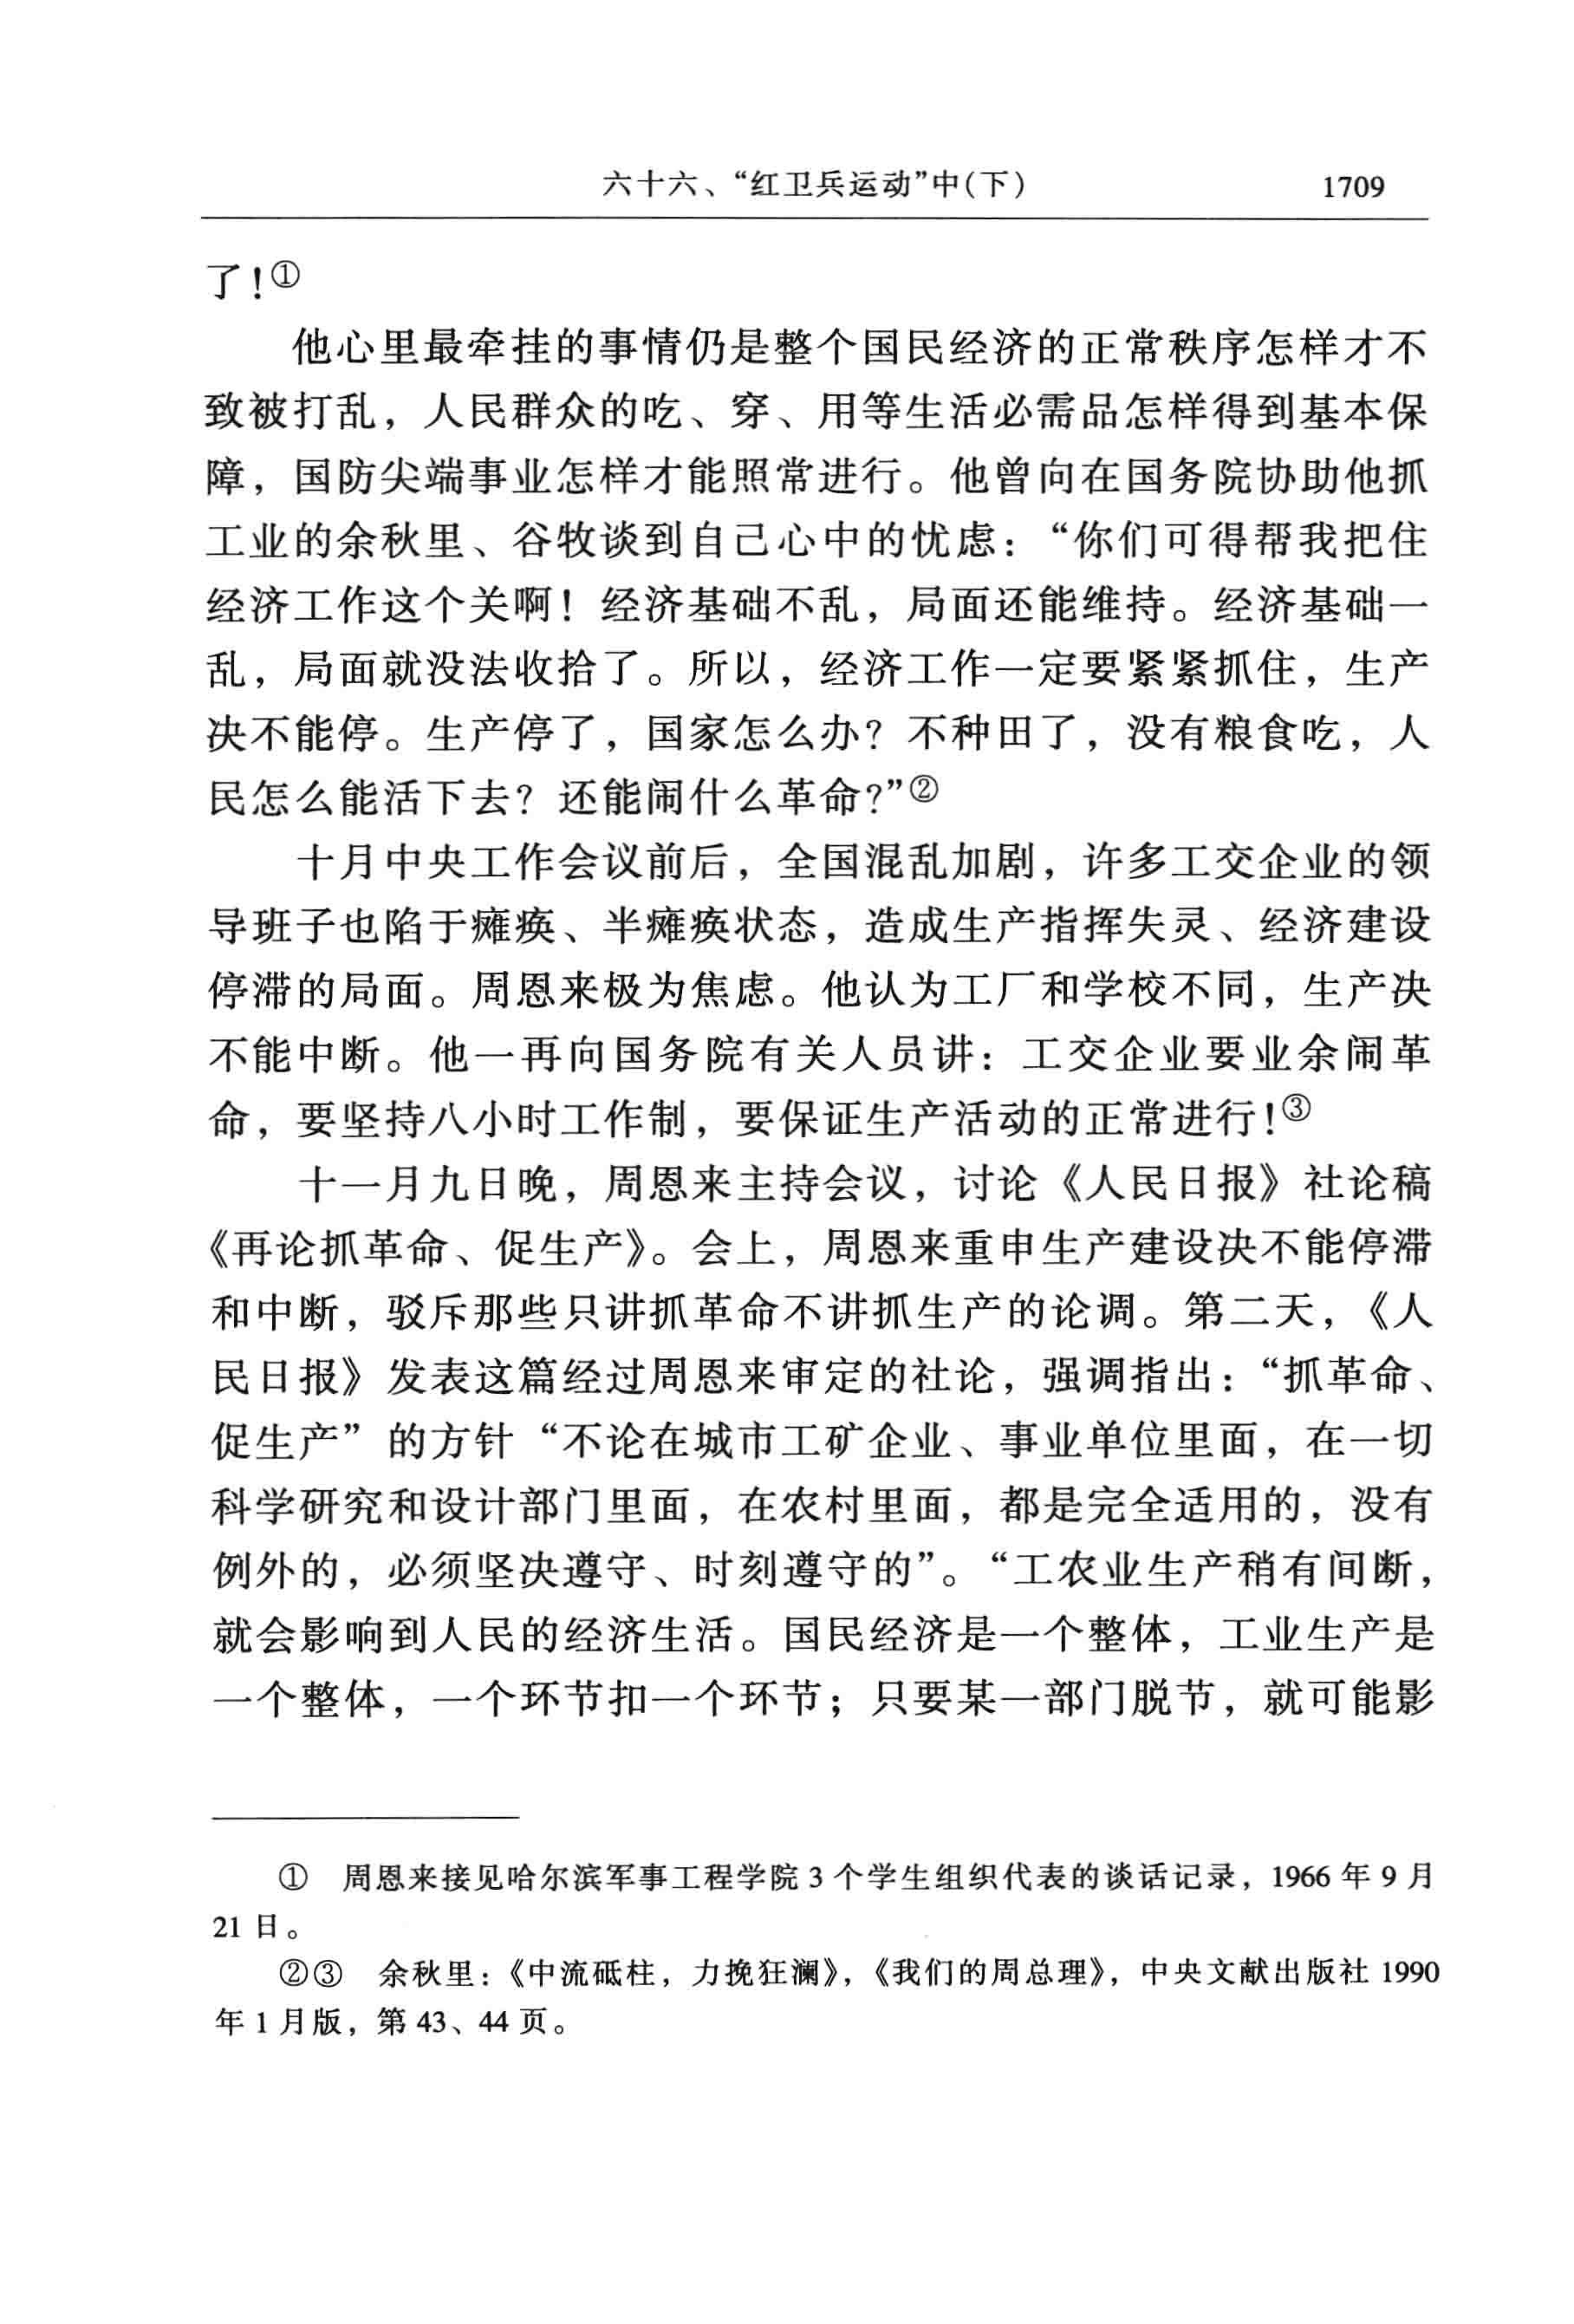 六十六、“红卫兵运动”中(下)
1709
了!①
他心里最牵挂的事情仍是整个国民经济的正常秩序怎样才不
致被打乱，人民群众的吃、穿、用等生活必需品怎样得到基本保
障，国防尖端事业怎样才能照常进行。他曾向在国务院协助他抓
工业的余秋里、谷牧谈到自己心中的忧虑：“你们可得帮我把住
经济工作这个关啊！经济基础不乱，局面还能维持。经济基础一
乱，局面就没法收拾了。所以，经济工作一定要紧紧抓住，生产
决不能停。生产停了，国家怎么办？不种田了，没有粮食吃，人
民怎么能活下去？还能闹什么革命?”②
十月中央工作会议前后，全国混乱加剧，许多工交企业的领
导班子也陷于瘫痪、半瘫痪状态，造成生产指挥失灵、经济建设
停滞的局面。周恩来极为焦虑。他认为工厂和学校不同，生产决
不能中断。他一再向国务院有关人员讲：工交企业要业余闹革
命，要坚持八小时工作制，要保证生产活动的正常进行!③
十一月九日晚，周恩来主持会议，讨论《人民日报》社论稿
《再论抓革命、促生产》。会上，周恩来重申生产建设决不能停滞
和中断，驳斥那些只讲抓革命不讲抓生产的论调。第二天，《人
民日报》发表这篇经过周恩来审定的社论，强调指出：“抓革命、
促生产”的方针“不论在城市工矿企业、事业单位里面，在一切
科学研究和设计部门里面，在农村里面，都是完全适用的，没有
例外的，必须坚决遵守、时刻遵守的”。“工农业生产稍有间断，
就会影响到人民的经济生活。国民经济是一个整体，工业生产是
一个整体，一个环节扣一个环节；只要某一部门脱节，就可能影
① 周恩来接见哈尔滨军事工程学院 3 个学生组织代表的谈话记录，1966 年 9 月
21 日。
②③ 余秋里：《中流砥柱，力挽狂澜》，《我们的周总理》，中央文献出版社 1990
年 1 月版，第 43、44 页。